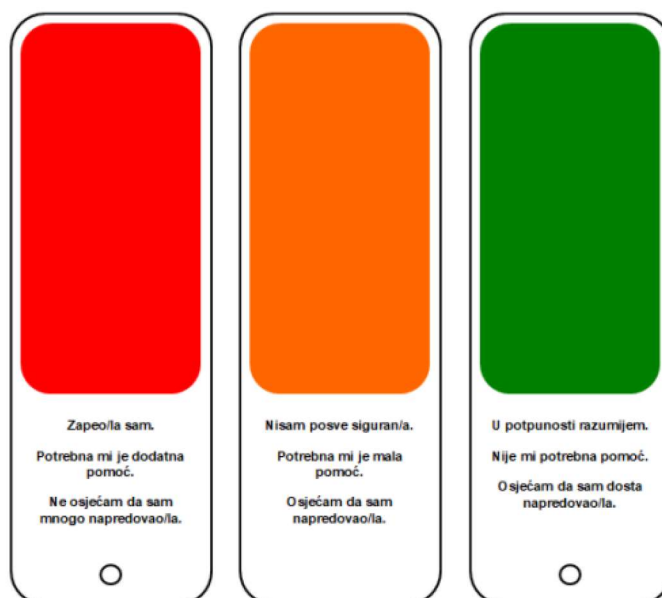 Zapeo/la sam.
Potrebna mi je dodatna
pomoć.
Ne osjećam da sam
mnogo napredovao/la.
Nisam posve siguran/a.
Potrebna mi je mala
pomoć.
Osjećam da sam
napredovao/la.
U potpunosti razumijem.
Nije mi potrebna pomoć.
Osjećam da sam dosta
napredovao/la.